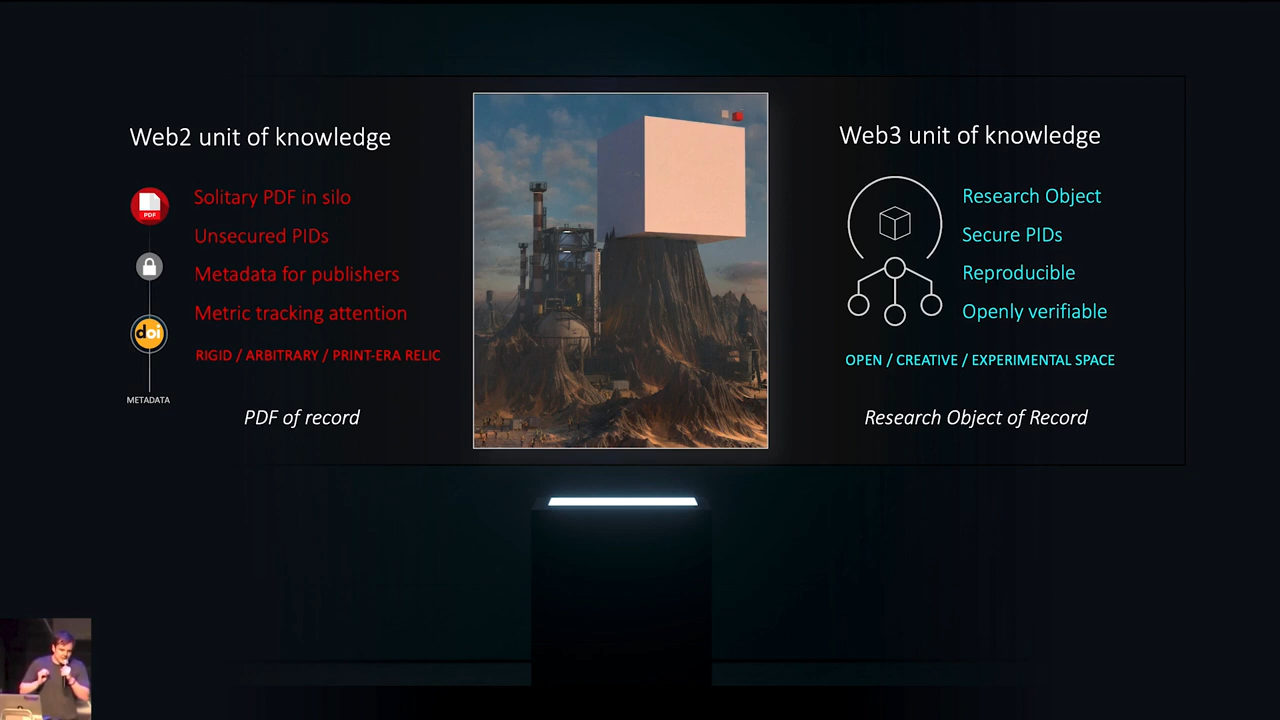 Web2 unit of knowledge
PDF
Solitary PDF in silo
Unsecured PIDs
Metadata for publishers
doi
Metric tracking attention
RIGID / ARBITRARY / PRINT-ERA RELIC
METADATA
PDF of record
Web3 unit of knowledge
Research Object
Secure PIDs
Reproducible
Openly verifiable
OPEN / CREATIVE / EXPERIMENTAL SPACE
Research Object of Record